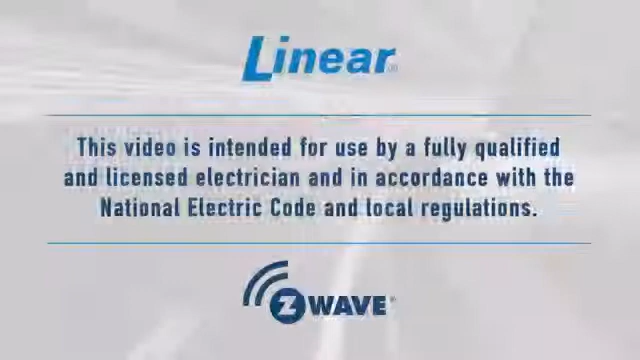 Linear
This video is intended for use by a fully qualified
and licensed electrician and in accordance with the
National Electric Code and local regulations.
Z WAVE